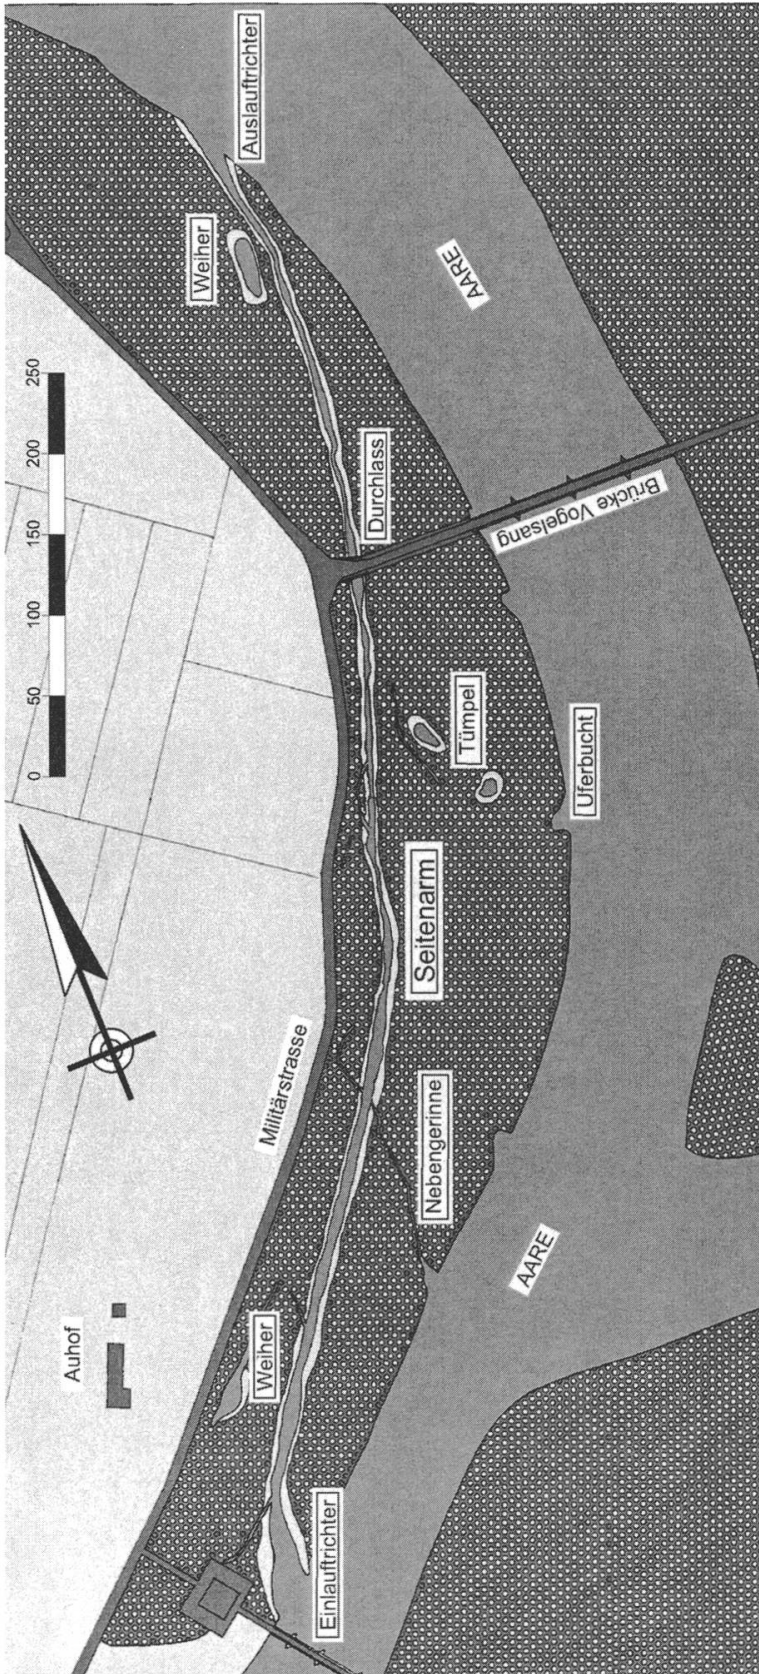 Auhof
Weiher
Einlauftrichter
Militärstrasse
Nebengerinne
AARE
Seitenarm
Uferbucht
Tümpel
0 50 100 150 200 250
Durchlass
Brücke Vogelsang
Weiher
AARE
Auslauftrichter